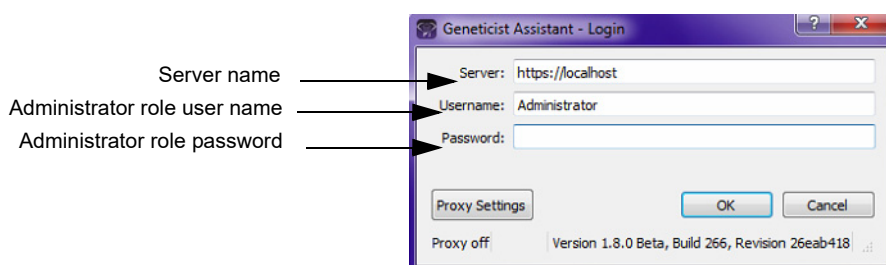 Geneticist Assistant - Login
Server name
Server: https://localhost
Administrator role user name
Username: Administrator
Administrator role password
Password:
Proxy Settings OK Cancel
Proxy off Version 1.8.0 Beta, Build 266, Revision 26eab418